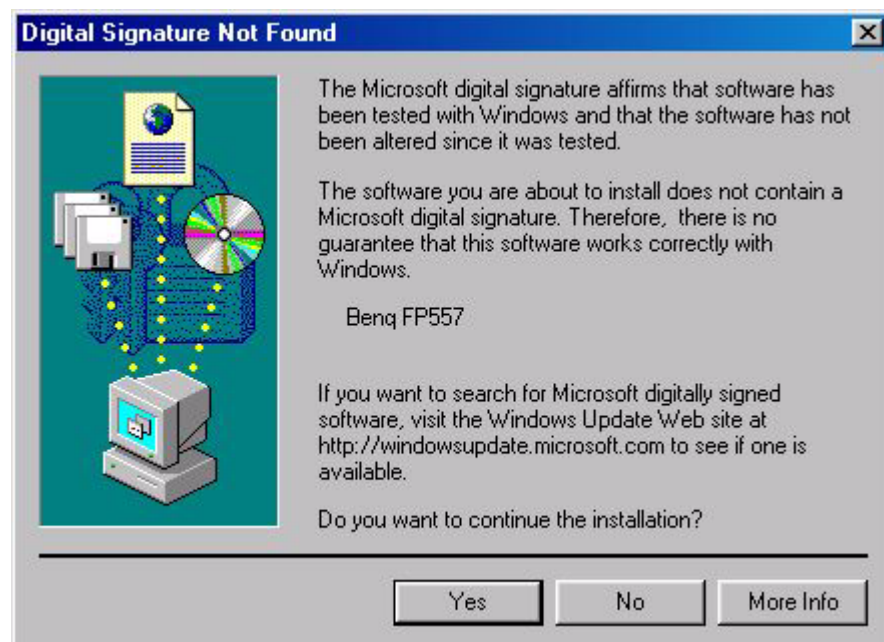 Digital Signature Not Found
The Microsoft digital signature affirms that software has
been tested with Windows and that the software has not
been altered since it was tested.
The software you are about to install does not contain a
Microsoft digital signature. Therefore,  there is no
guarantee that this software works correctly with
Windows.
Benq FP557
If you want to search for Microsoft digitally signed
software, visit the Windows Update Web site at
http://windowsupdate.microsoft.com to see if one is
available.
Do you want to continue the installation?
Yes No More Info